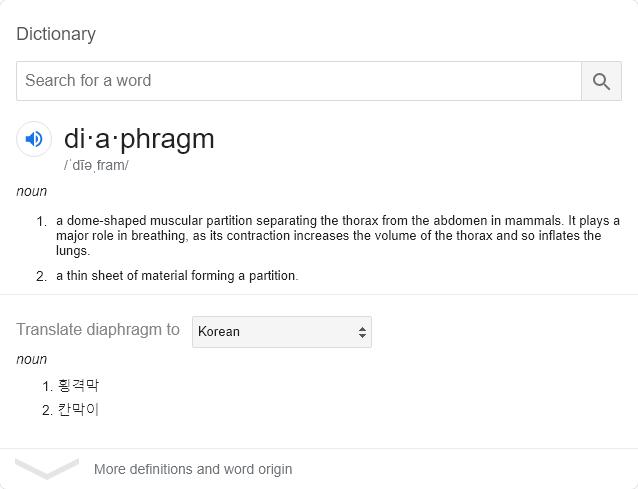 Dictionary
Search for a word
di·a·phragm
/ˈdīəˌfram/
noun
1. a dome-shaped muscular partition separating the thorax from the abdomen in mammals. It plays a
major role in breathing, as its contraction increases the volume of the thorax and so inflates the
lungs.
2. a thin sheet of material forming a partition.
Translate diaphragm to Korean
noun
1. 횡격막
2. 칸막이
More definitions and word origin